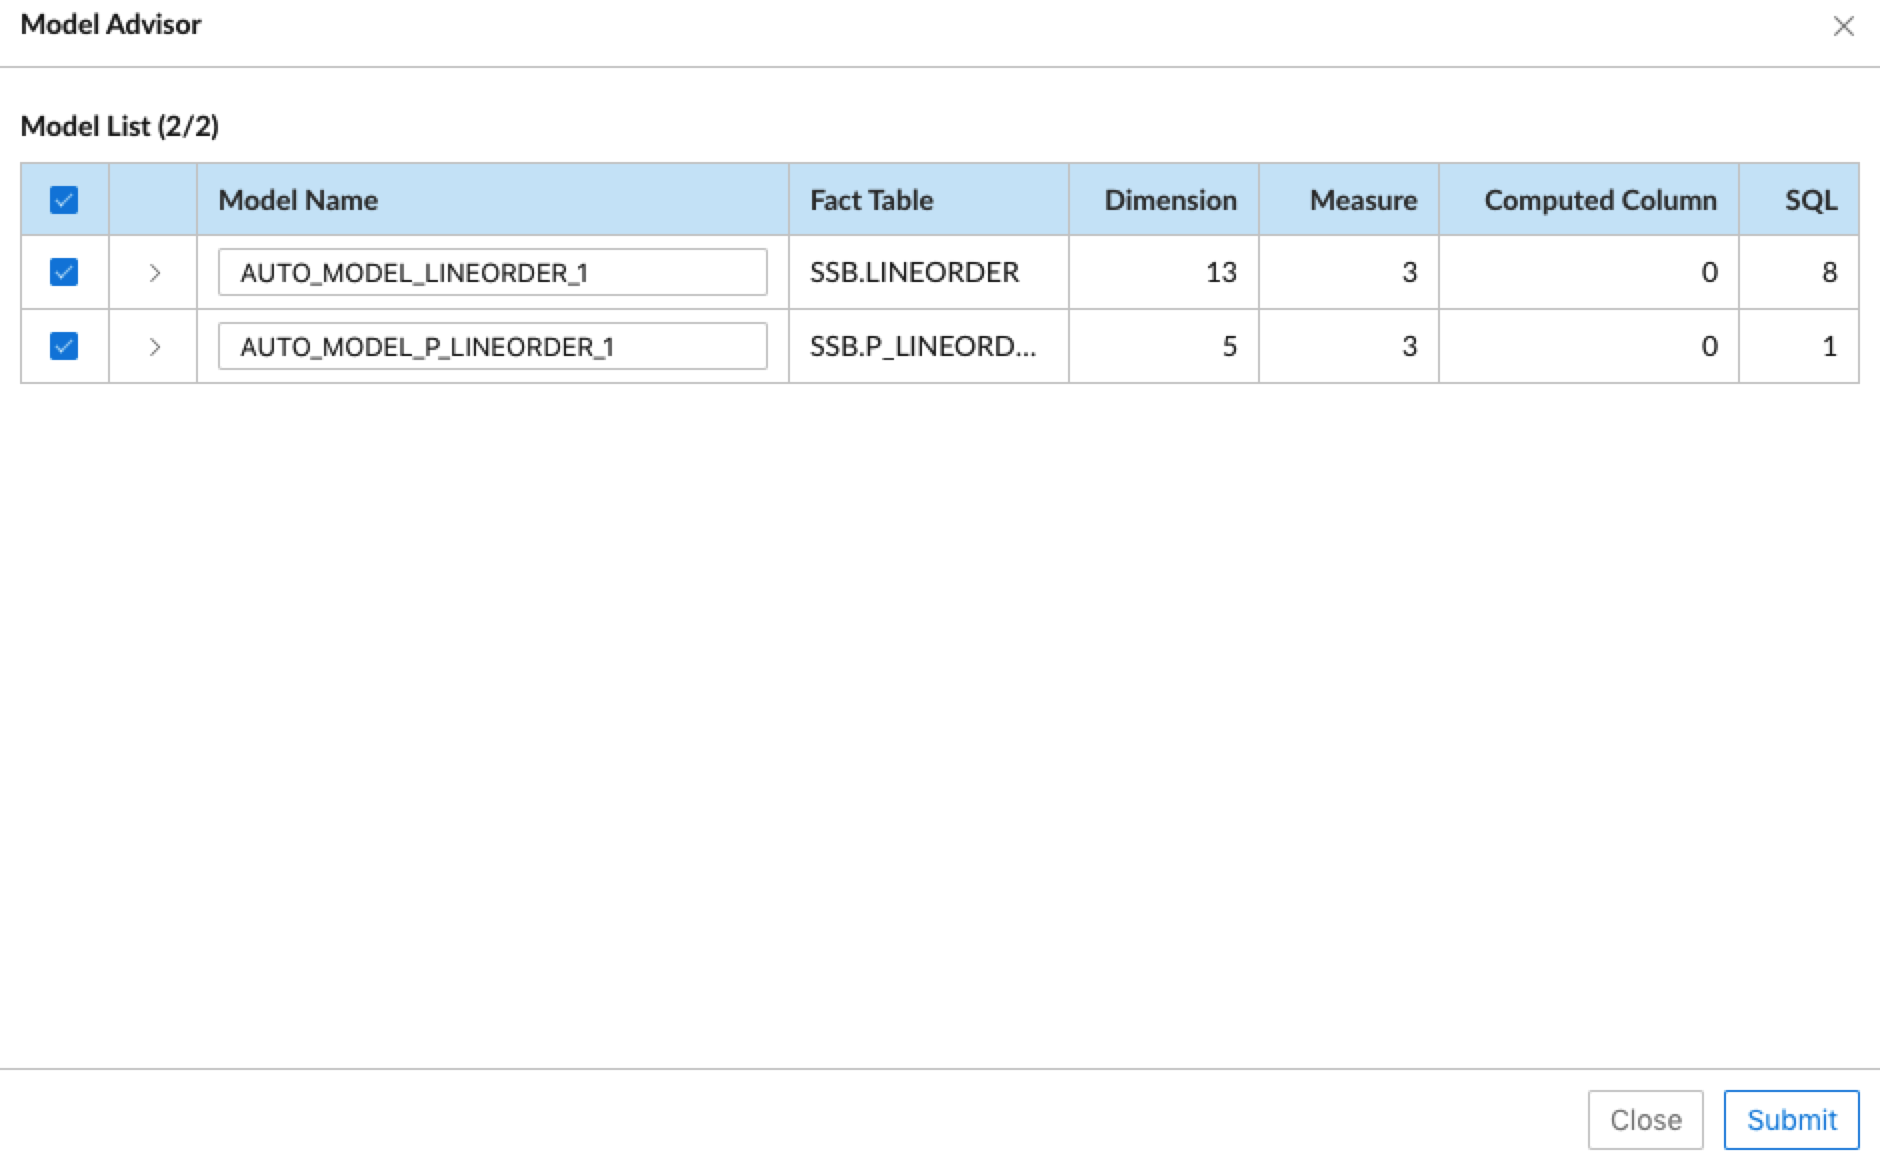 Model Advisor
Model List (2/2)
Model Name Fact Table Dimension Measure Computed Column SQL
AUTO_MODEL_LINEORDER_1 SSB.LINEORDER 13 3 0 8
AUTO_MODEL_P_LINEORDER_1 SSB.P_LINEORD... 5 3 0 1
Close Submit